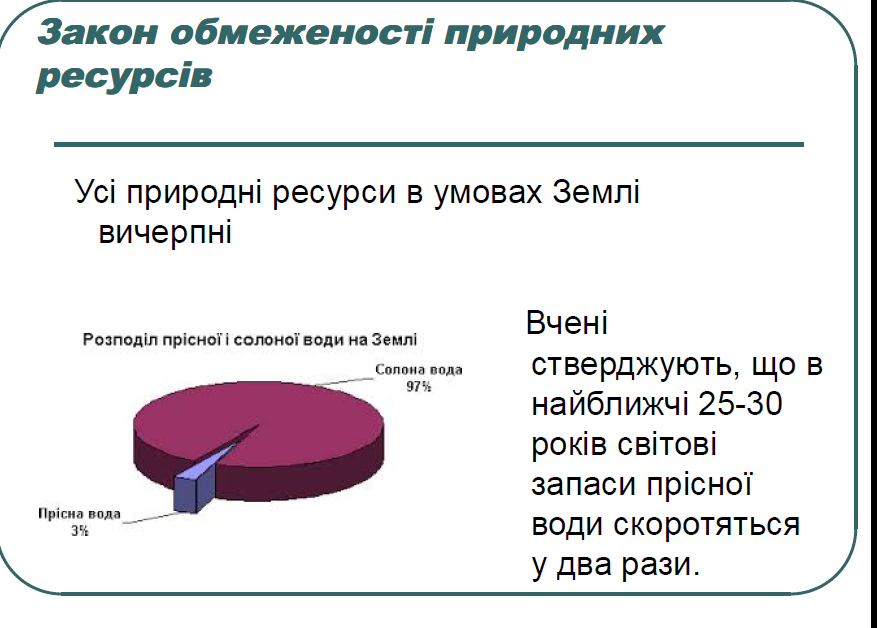 Закон обмеженості природних
ресурсів
Усі природні ресурси в умовах Землі
вичерпні
Розподіл прісної і солоної води на Землі
Солона вода
97%
Прісна вода
3%
Вчені
стверджують, що в
найближчі 25-30
років світові
запаси прісної
води скоротяться
у два рази.